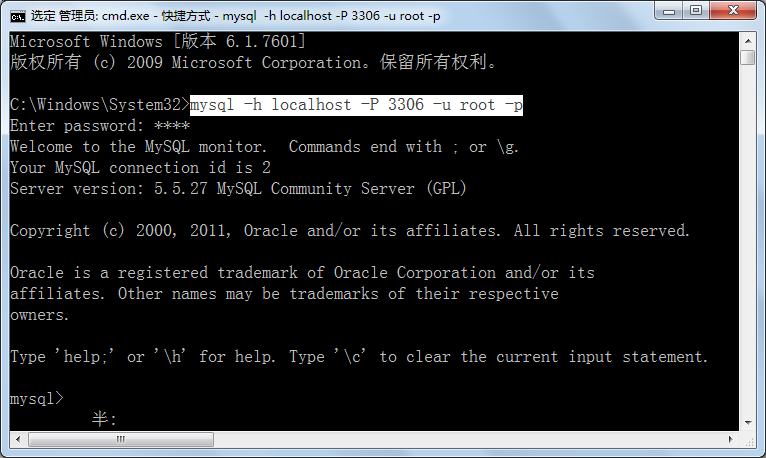 选定 管理员: cmd.exe - 快捷方式 - mysql  -h localhost -P 3306 -u root -p
Microsoft Windows [版本 6.1.7601]
版权所有 (c) 2009 Microsoft Corporation。保留所有权利。
C:\Windows\System32>mysql -h localhost -P 3306 -u root -p
Enter password: ****
Welcome to the MySQL monitor.  Commands end with ; or \g.
Your MySQL connection id is 2
Server version: 5.5.27 MySQL Community Server (GPL)
Copyright (c) 2000, 2011, Oracle and/or its affiliates. All rights reserved.
Oracle is a registered trademark of Oracle Corporation and/or its
affiliates. Other names may be trademarks of their respective
owners.
Type 'help;' or '\h' for help. Type '\c' to clear the current input statement.
mysql>
半: